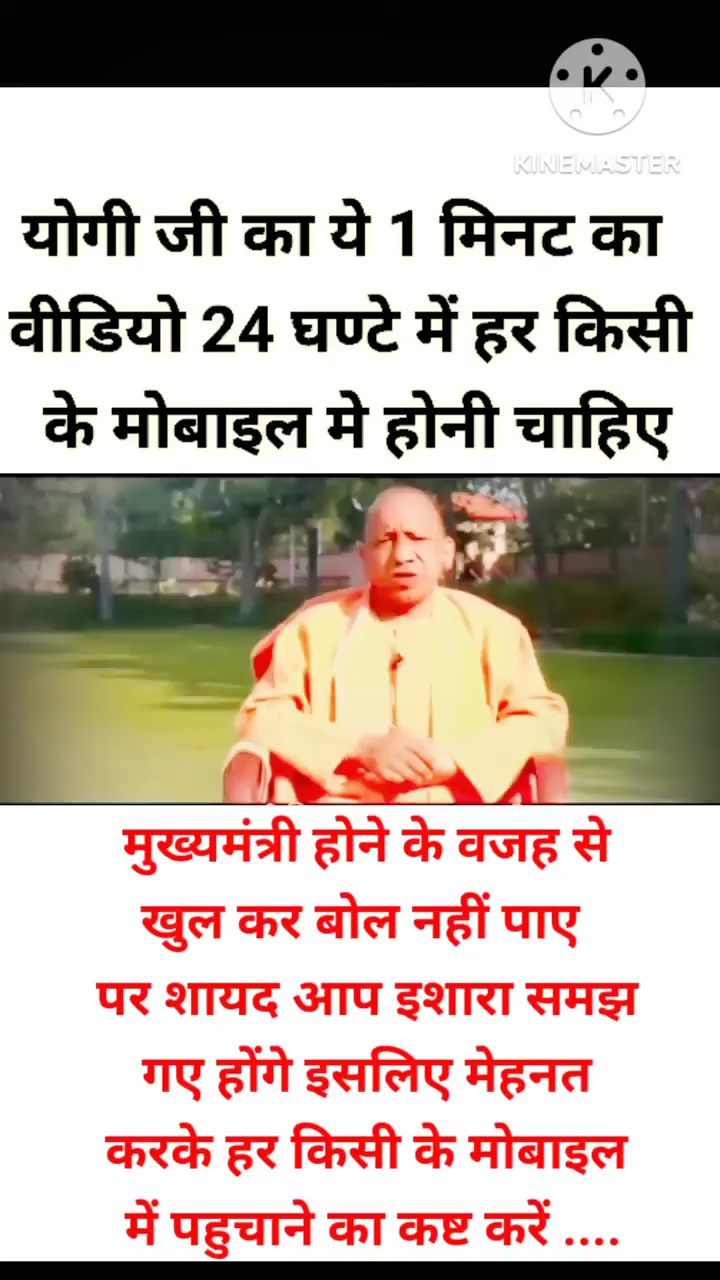 KINEMASTER
योगी जी का ये 1 मिनट का
वीडियो 24 घण्टे में हर किसी
के मोबाइल मे होनी चाहिए
मुख्यमंत्री होने के वजह से
खुल कर बोल नहीं पाए
पर शायद आप इशारा समझ
गए होंगे इसलिए मेहनत
करके हर किसी के मोबाइल
में पहुचाने का कष्ट करें ....